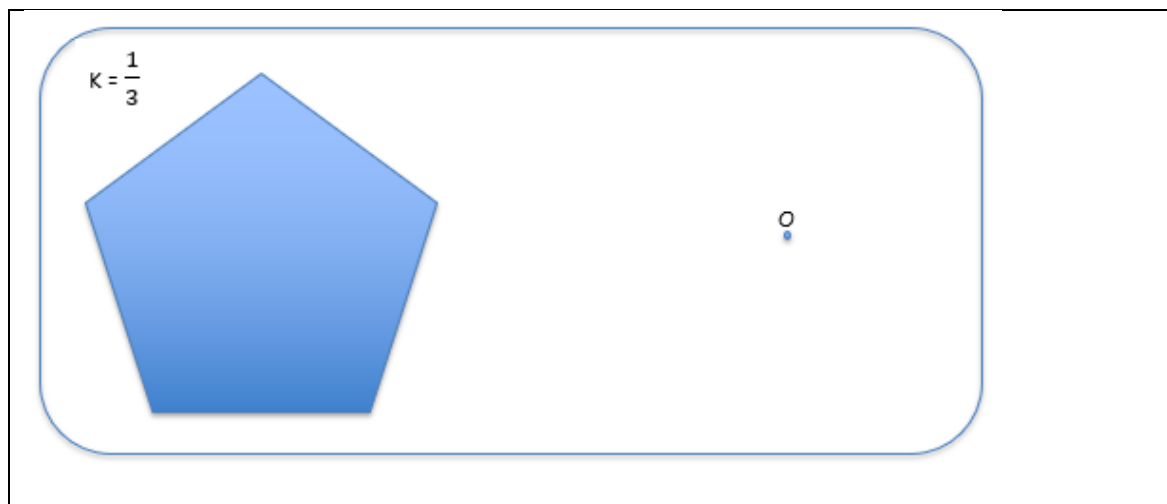 K = 1/3
O